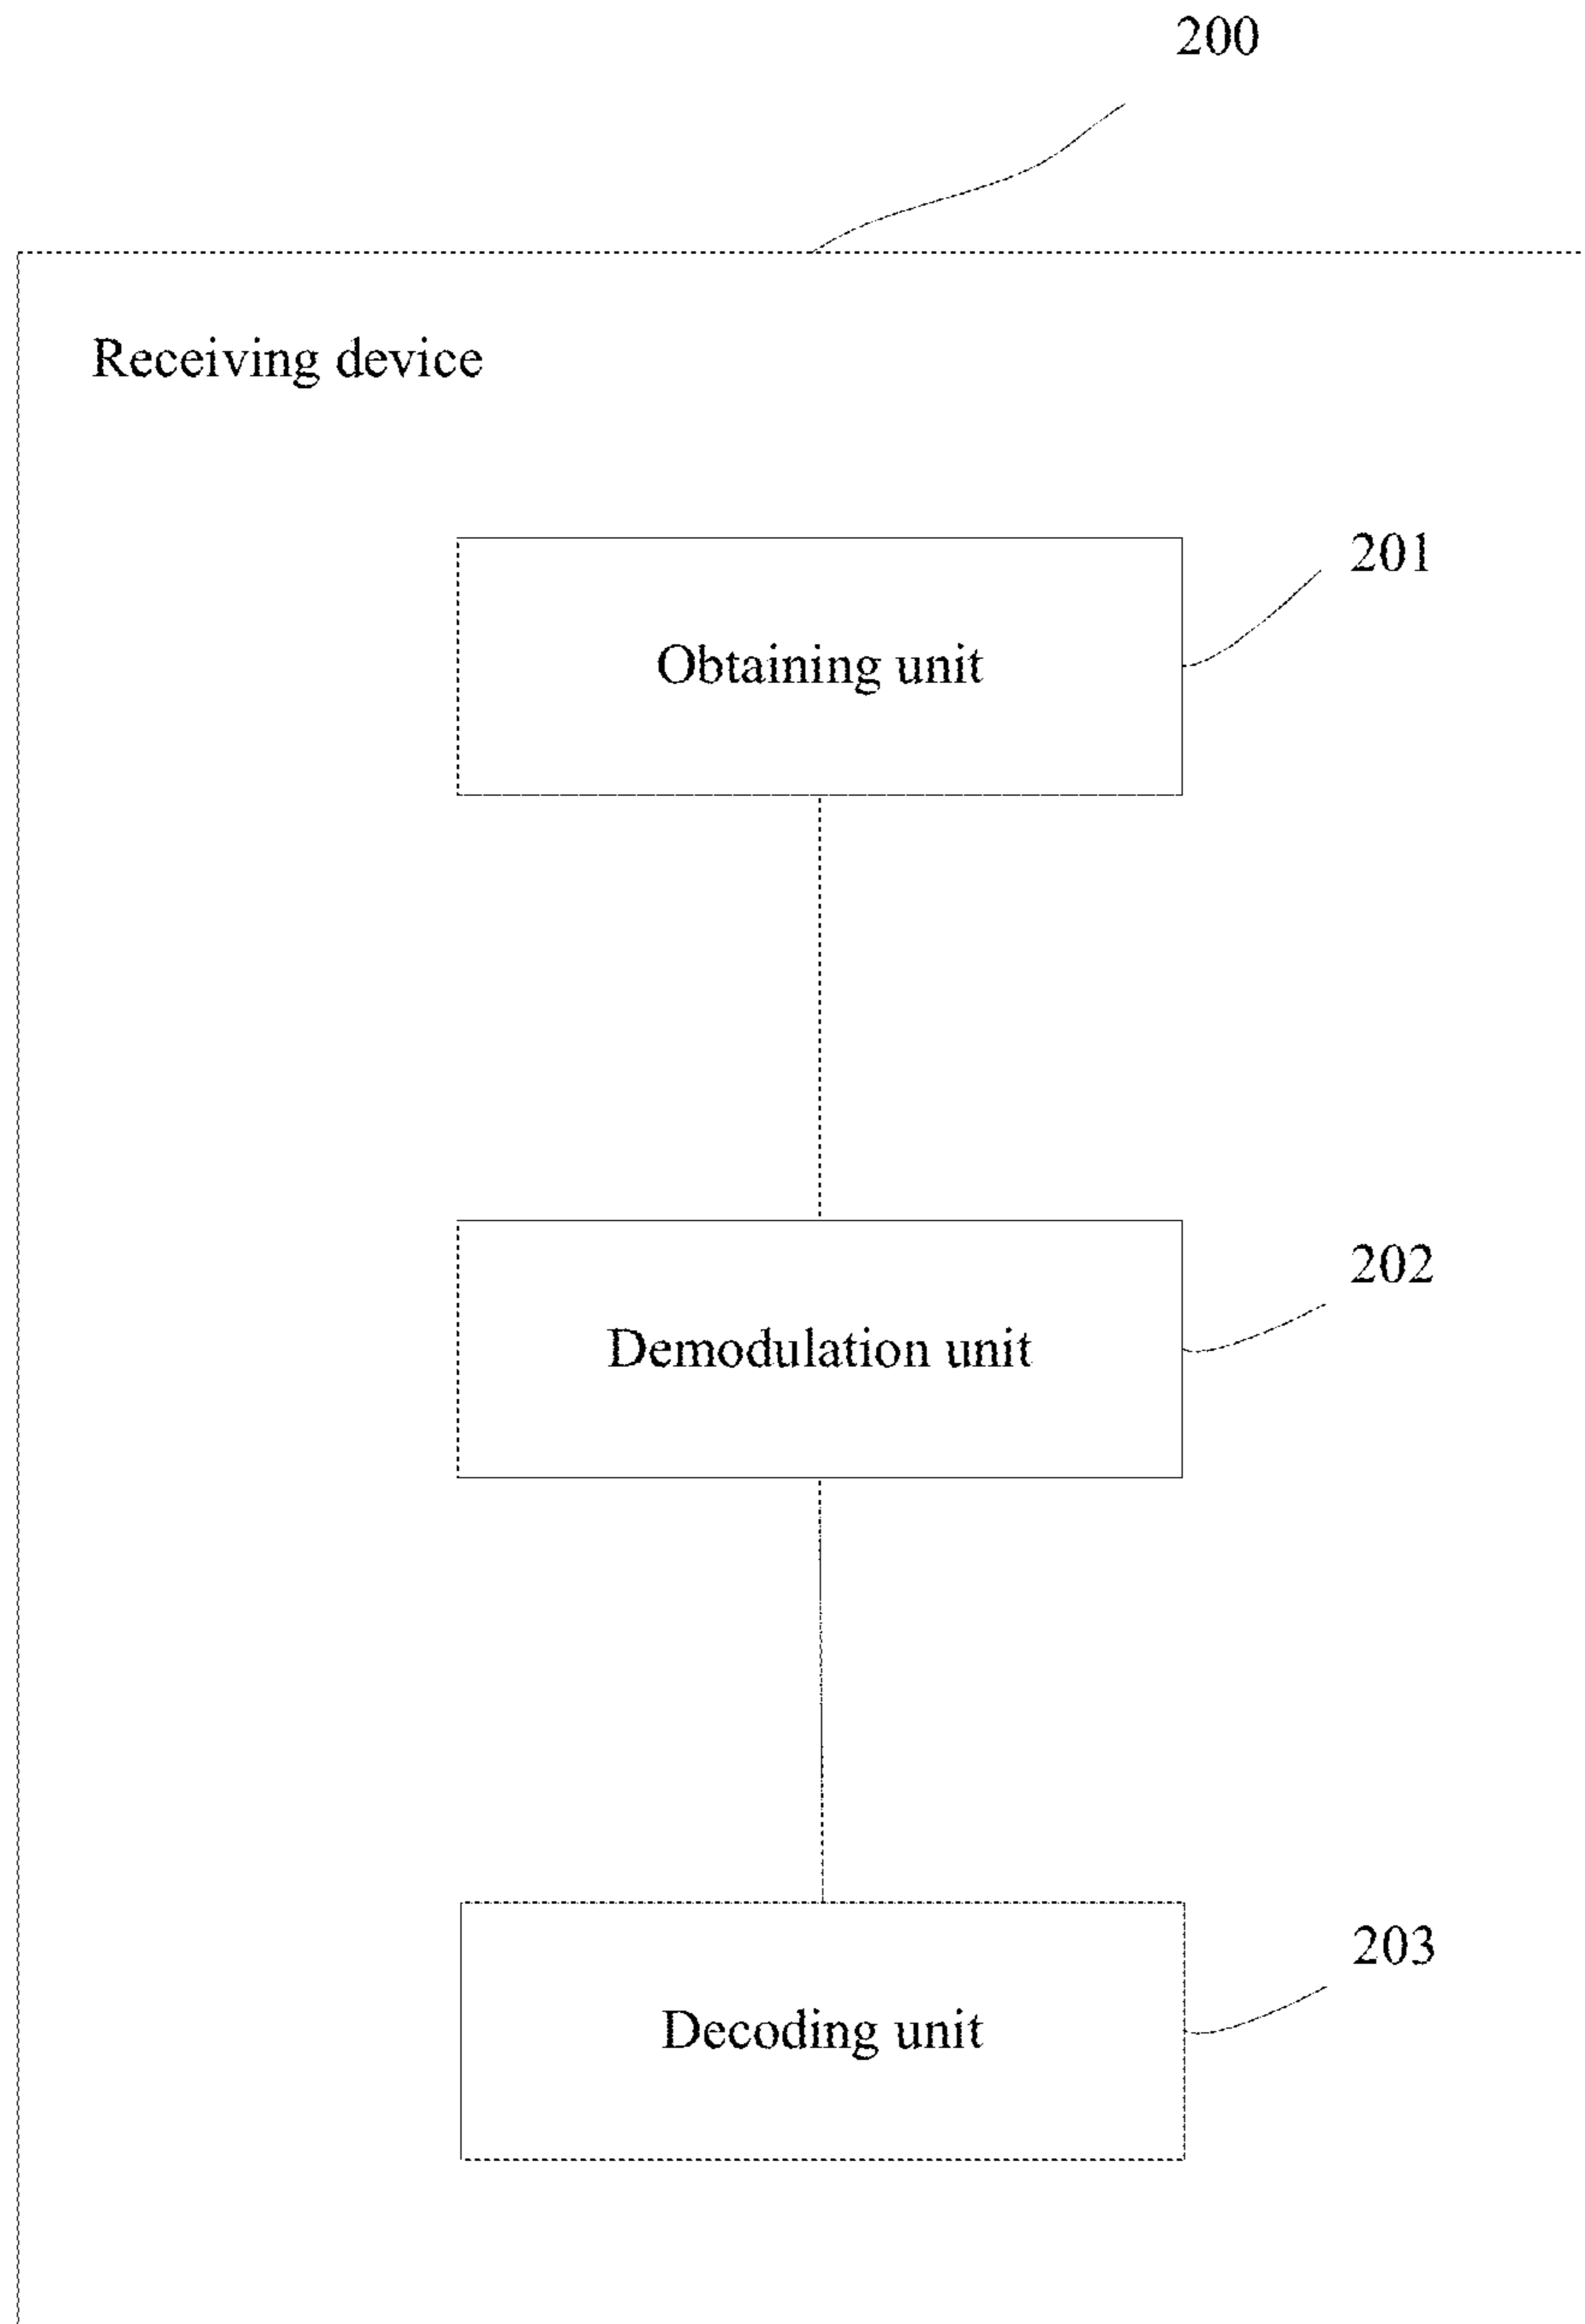 200
Receiving device
201
Obtaining unit
202
Demodulation unit
203
Decoding unit